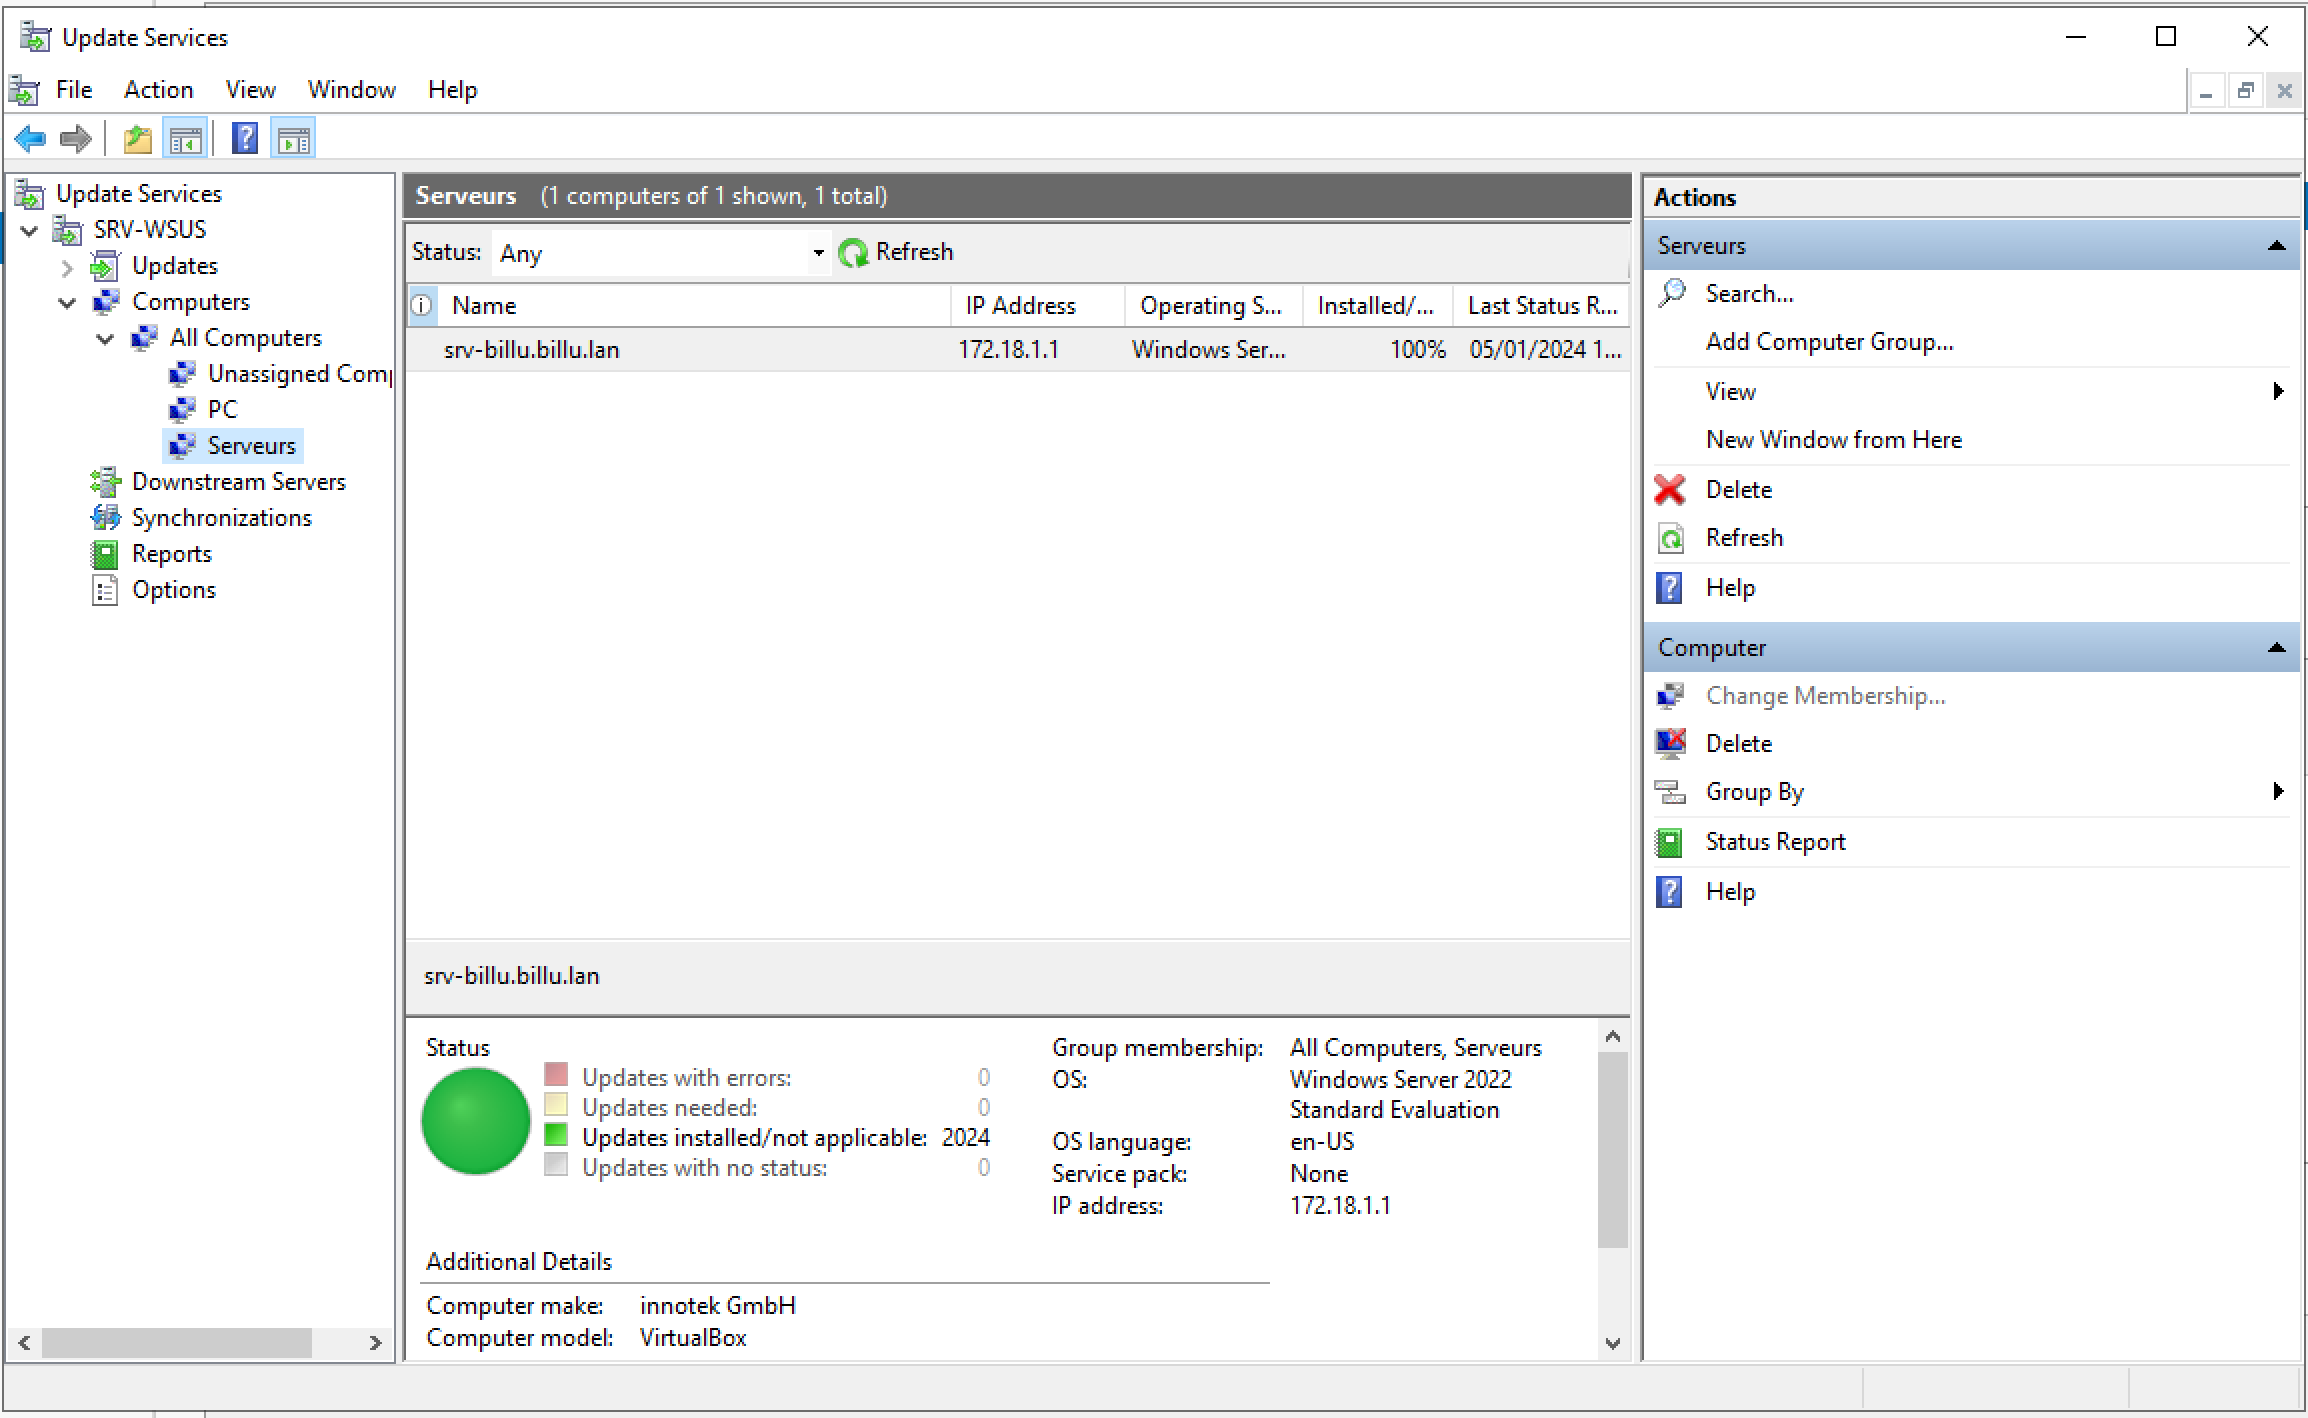 Update Services
File Action View Window Help
Update Services
SRV-WSUS
Updates
Computers
All Computers
Unassigned Comp
PC
Serveurs
Downstream Servers
Synchronizations
Reports
Options
Serveurs (1 computers of 1 shown, 1 total)
Status: Any Refresh
Name IP Address Operating S... Installed/... Last Status R...
srv-billu.billu.lan 172.18.1.1 Windows Ser... 100% 05/01/2024 1...
srv-billu.billu.lan
Status
Updates with errors: 0
Updates needed: 0
Updates installed/not applicable: 2024
Updates with no status: 0
Group membership: All Computers, Serveurs
OS: Windows Server 2022
Standard Evaluation
OS language: en-US
Service pack: None
IP address: 172.18.1.1
Additional Details
Computer make: innotek GmbH
Computer model: VirtualBox
Actions
Serveurs
Search...
Add Computer Group...
View
New Window from Here
Delete
Refresh
Help
Computer
Change Membership...
Delete
Group By
Status Report
Help